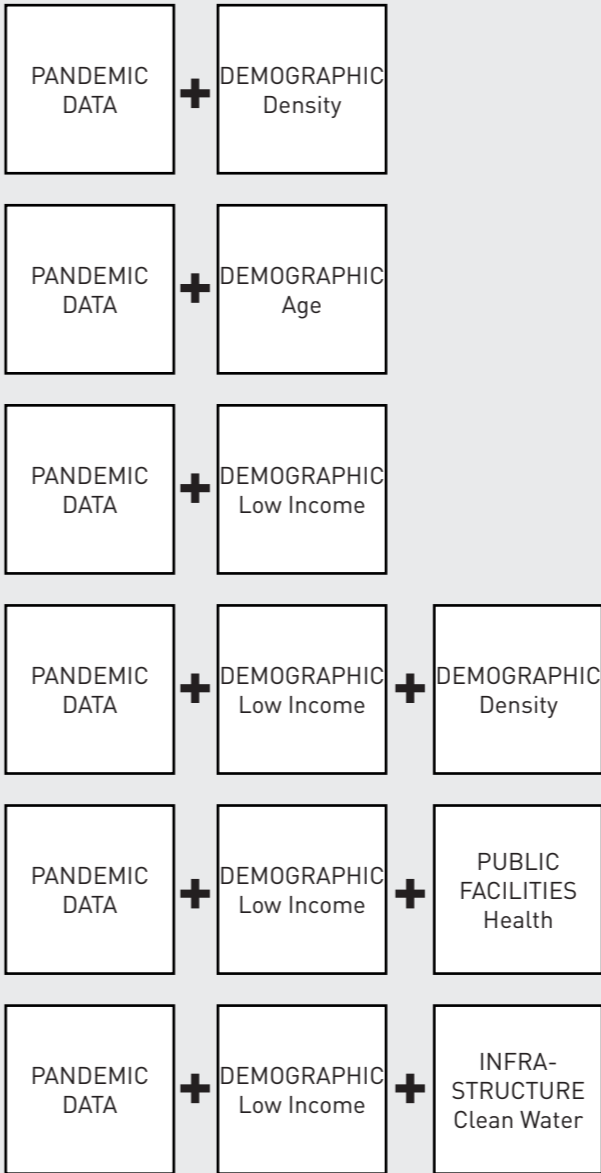 PANDEMIC
DATA
+
DEMOGRAPHIC
Density
PANDEMIC
DATA
+
DEMOGRAPHIC
Age
PANDEMIC
DATA
+
DEMOGRAPHIC
Low Income
PANDEMIC
DATA
+
DEMOGRAPHIC
Low Income
+
DEMOGRAPHIC
Density
PANDEMIC
DATA
+
DEMOGRAPHIC
Low Income
+
PUBLIC
FACILITIES
Health
PANDEMIC
DATA
+
DEMOGRAPHIC
Low Income
+
INFRA-
STRUCTURE
Clean Water